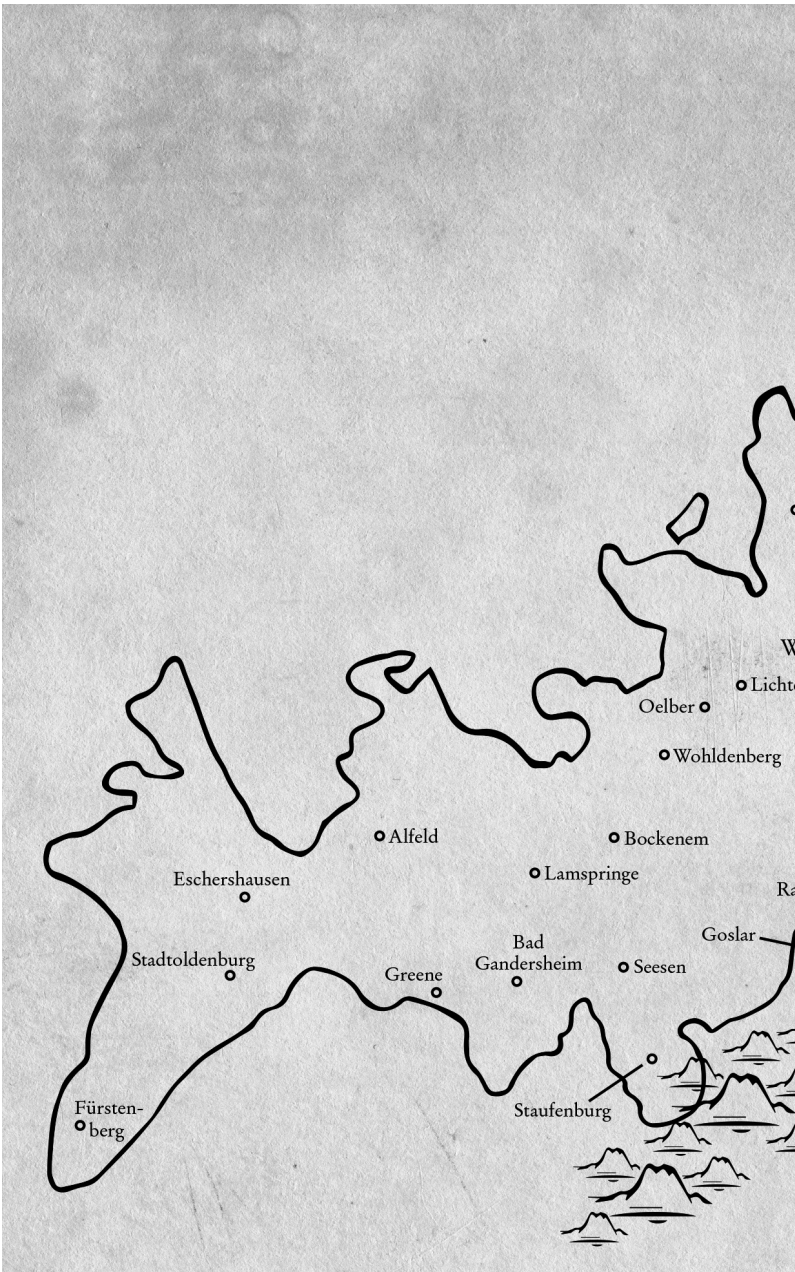 W
Lichte
Oelber
Wohldenberg
Alfeld
Bockenem
Lamspringe
Eschershausen
Ra
Goslar
Bad
Gandersheim
Stadtoldenburg
Seesen
Greene
Fürsten-
berg
Staufenburg